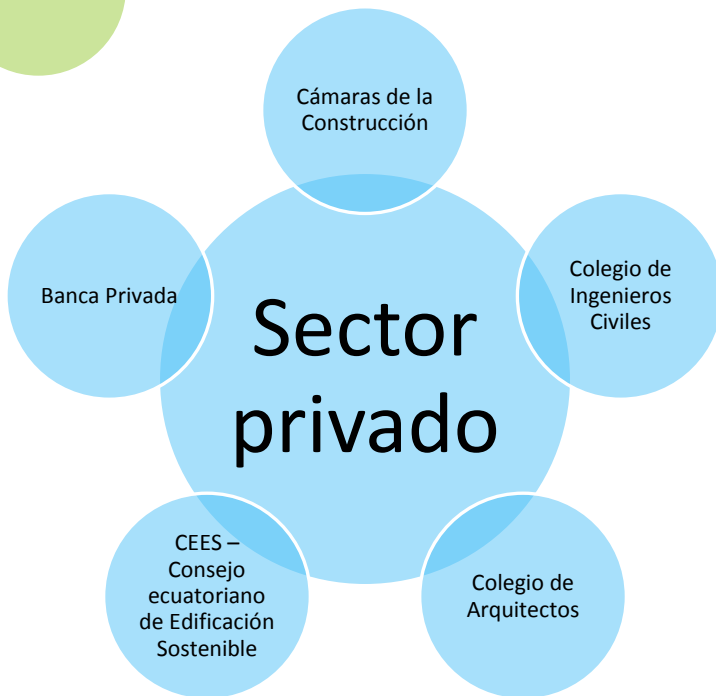 Cámaras de la
Construcción
Banca Privada
Colegio de
Ingenieros
Civiles
Sector
privado
CEES –
Consejo
ecuatoriano
de Edificación
Sostenible
Colegio de
Arquitectos